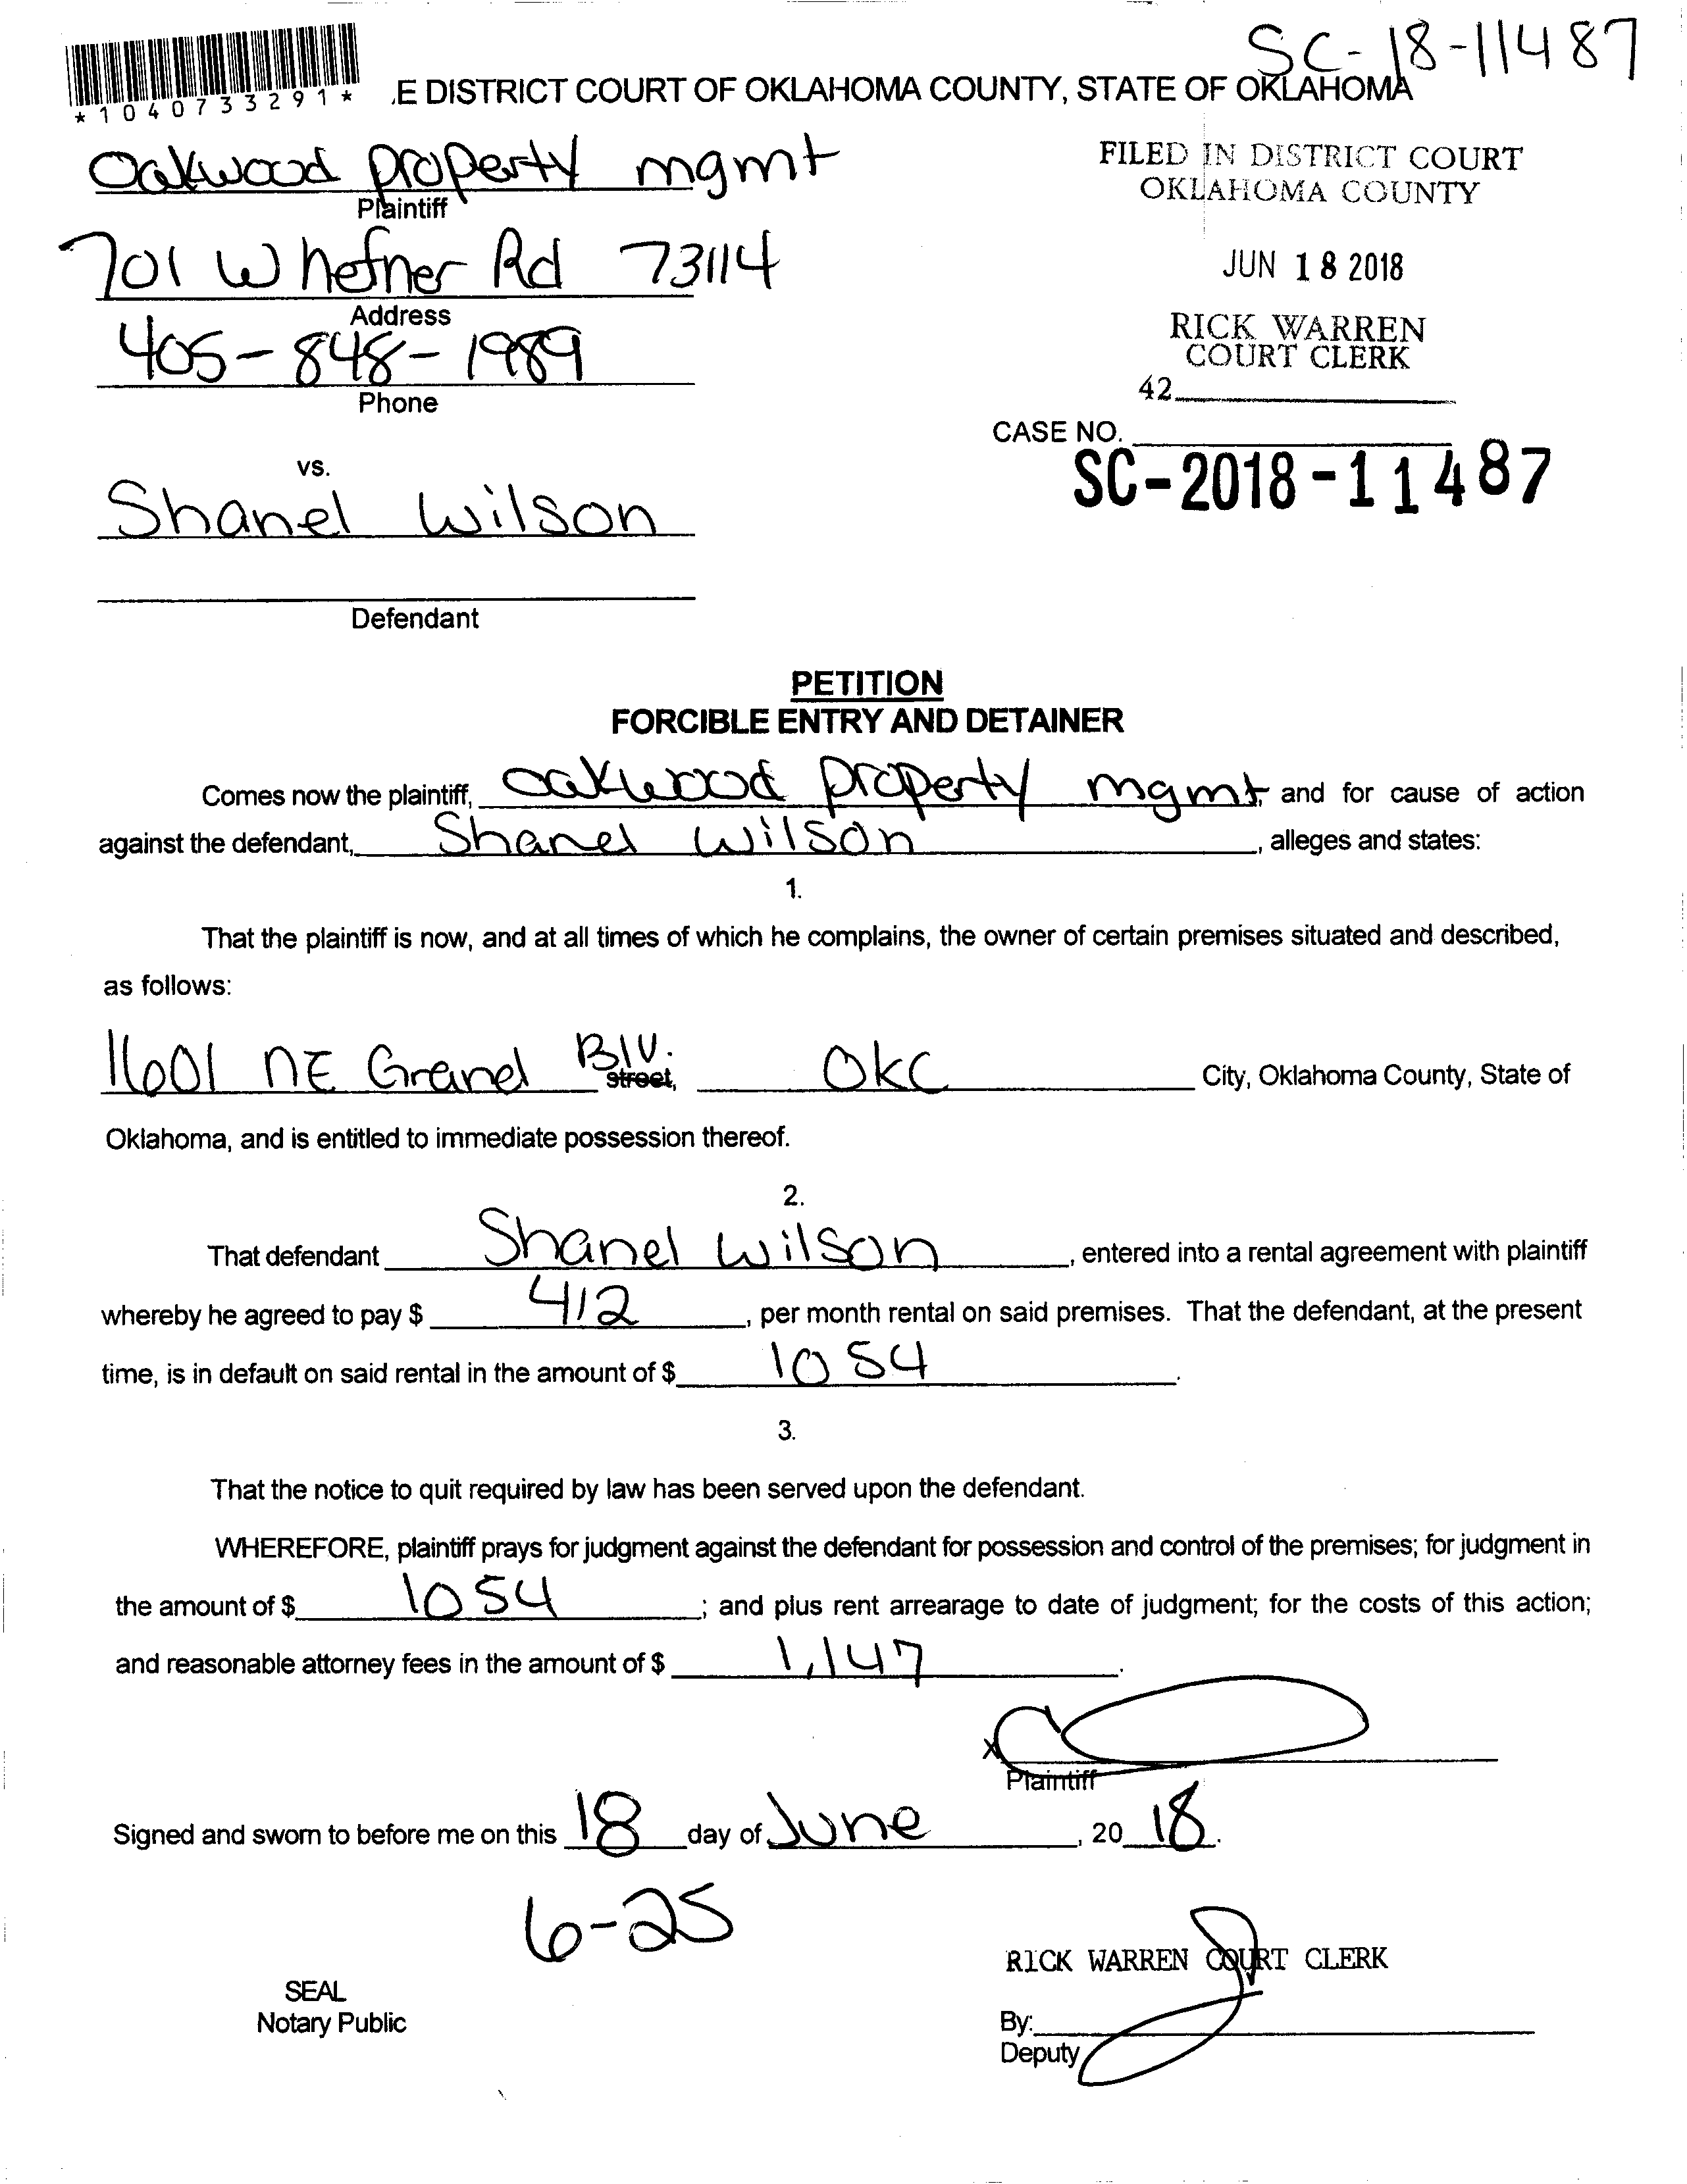 SC-18-11487
*1040733291*
.E DISTRICT COURT OF OKLAHOMA COUNTY, STATE OF OKLAHOMA
Oakwood property mgmt
Plaintiff
FILED IN DISTRICT COURT
OKLAHOMA COUNTY
701 W hefner Rd 73114
Address
JUN 18 2018
405-848-1989
Phone
RICK WARREN
COURT CLERK
42
CASE NO.
SC-2018-11487
vs.
Shanel Wilson
Defendant
PETITION
FORCIBLE ENTRY AND DETAINER
Comes now the plaintiff, oakwood property mgmt, and for cause of action
against the defendant, Shanel Wilson, alleges and states:
1.
That the plaintiff is now, and at all times of which he complains, the owner of certain premises situated and described,
as follows:
1601 NE Grand Blv. street, OKC City, Oklahoma County, State of
Oklahoma, and is entitled to immediate possession thereof.
2.
That defendant Shanel Wilson, entered into a rental agreement with plaintiff
whereby he agreed to pay $ 412, per month rental on said premises. That the defendant, at the present
time, is in default on said rental in the amount of $ 1054.
3.
That the notice to quit required by law has been served upon the defendant.
WHEREFORE, plaintiff prays for judgment against the defendant for possession and control of the premises; for judgment in
the amount of $ 1054; and plus rent arrearage to date of judgment; for the costs of this action;
and reasonable attorney fees in the amount of $ 1,147.
x
Plaintiff
Signed and sworn to before me on this 18 day of June, 20 18.
6-25
RICK WARREN COURT CLERK
SEAL
Notary Public
By:
Deputy